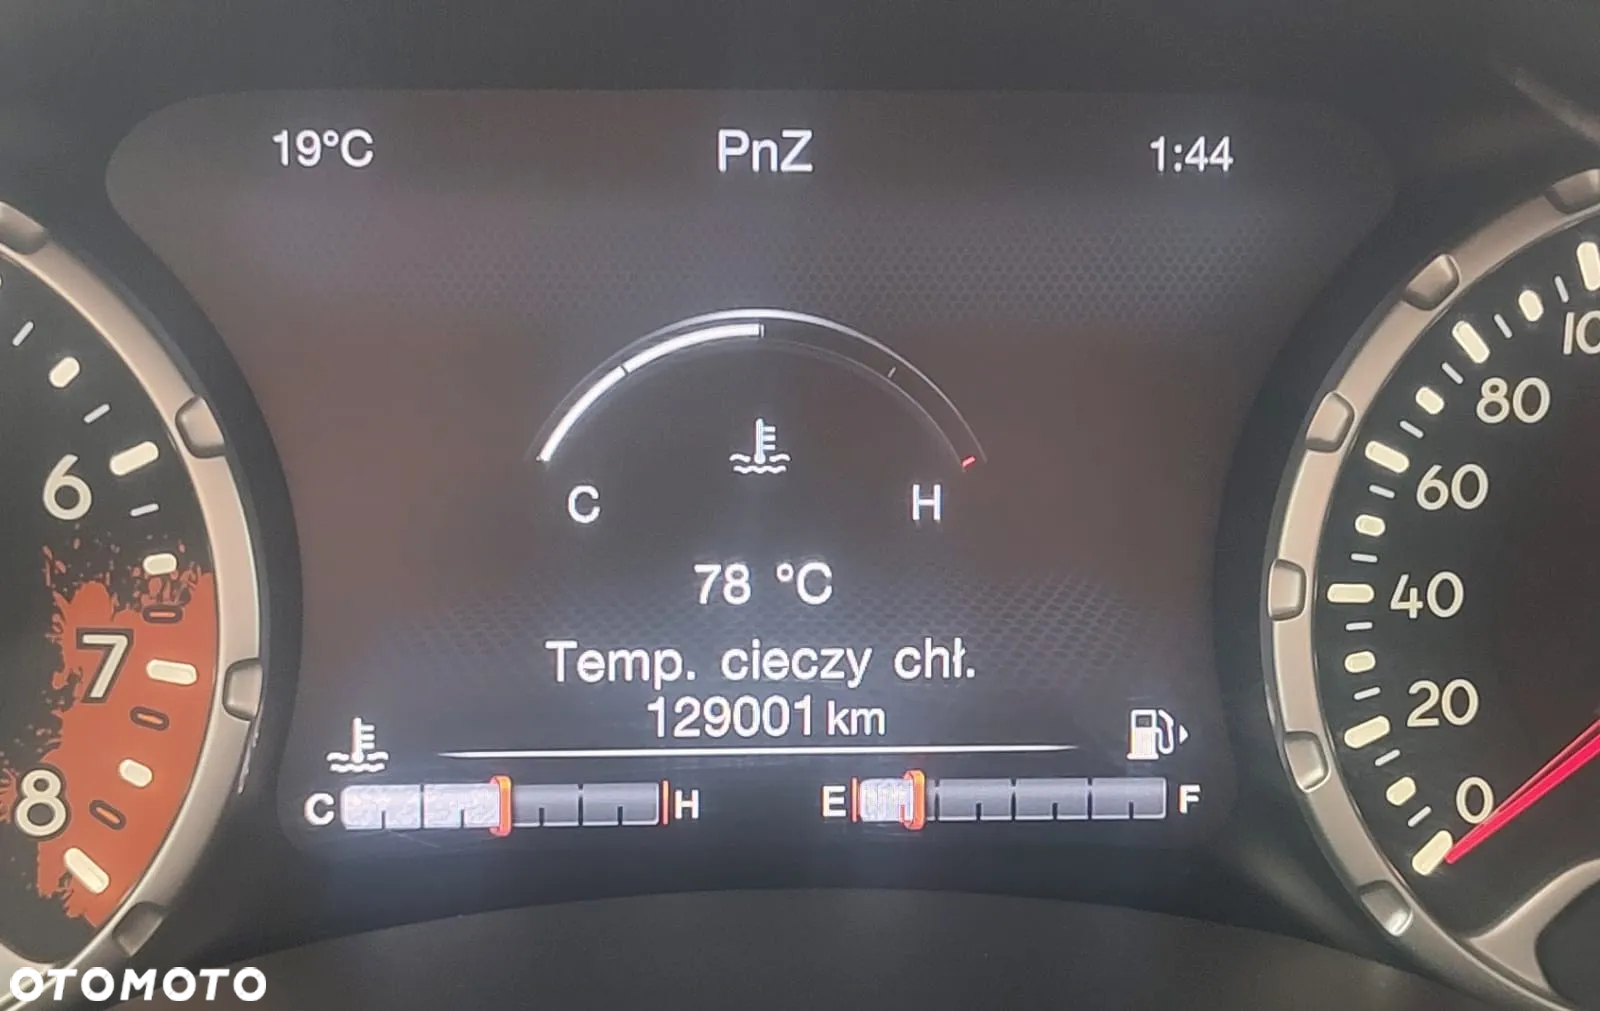 19°C PnZ 1:44
C H
78 °C
Temp. cieczy chł.
129001 km
C H E F
6
7
8
80
60
40
20
0
OTOMOTO